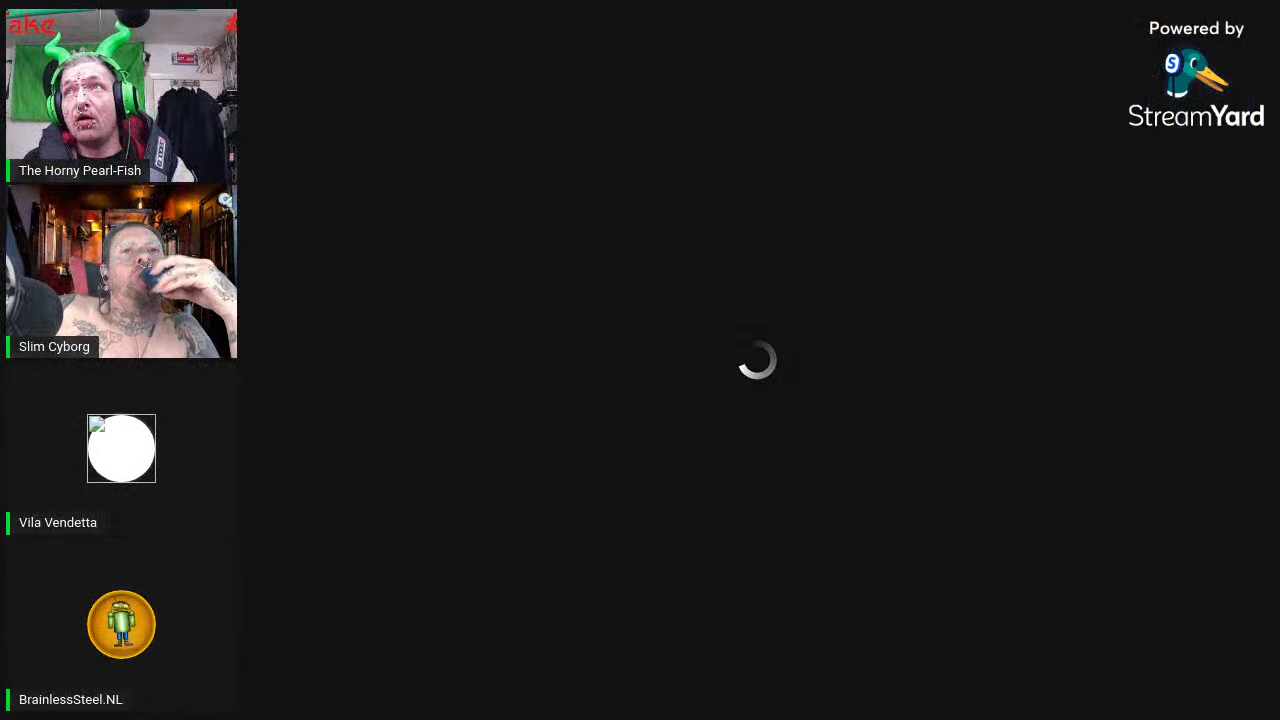 ake
The Horny Pearl-Fish
Slim Cyborg
Vila Vendetta
BrainlessSteel.NL
Powered by
S
StreamYard